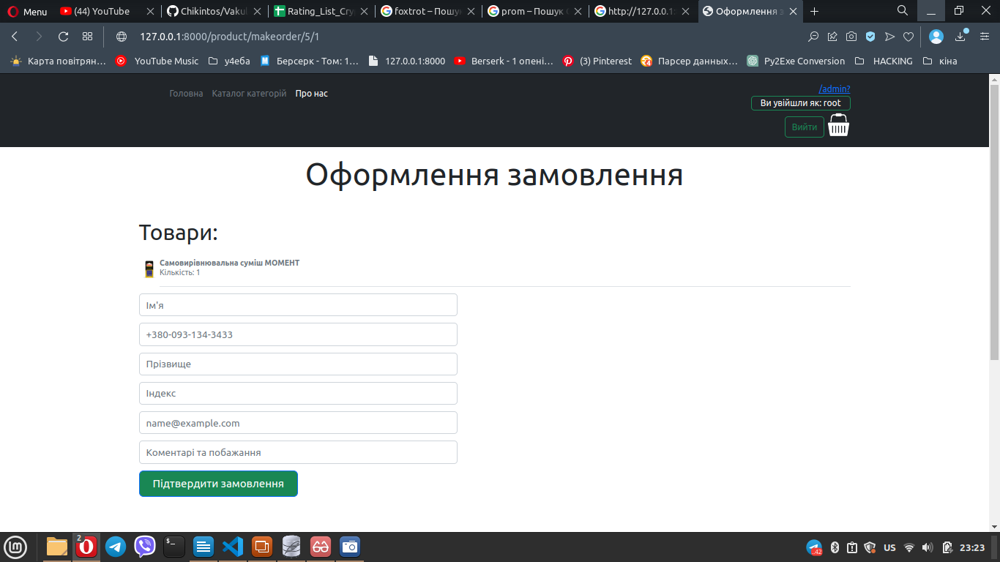 Menu
(44) YouTube
Chikintos/Vakul
Rating_List_Cry
foxtrot – Пошук
prom – Пошук G
http://127.0.0.1:
Оформлення з
127.0.0.1:8000/product/makeorder/5/1
Карта повітрян…
YouTube Music
у4еба
Берсерк - Том: 1…
127.0.0.1:8000
Berserk - 1 опені…
(3) Pinterest
Парсер данных…
Py2Exe Conversion
HACKING
кіна
Головна
Каталог категорій
Про нас
/admin?
Ви увійшли як: root
Вийти
Оформлення замовлення
Товари:
Самовирівнювальна суміш МОМЕНТ
Кількість: 1
Ім'я
+380-093-134-3433
Прізвище
Індекс
name@example.com
Коментарі та побажання
Підтвердити замовлення
2
42
US
23:23